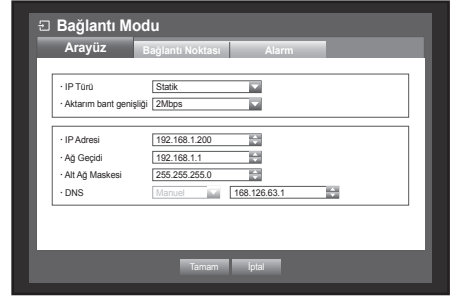 Bağlantı Modu
Arayüz Bağlantı Noktası Alarm
· IP Türü Statik
· Aktarım bant genişliği 2Mbps
· IP Adresi 192.168.1.200
· Ağ Geçidi 192.168.1.1
· Alt Ağ Maskesi 255.255.255.0
· DNS Manuel 168.126.63.1
Tamam İptal